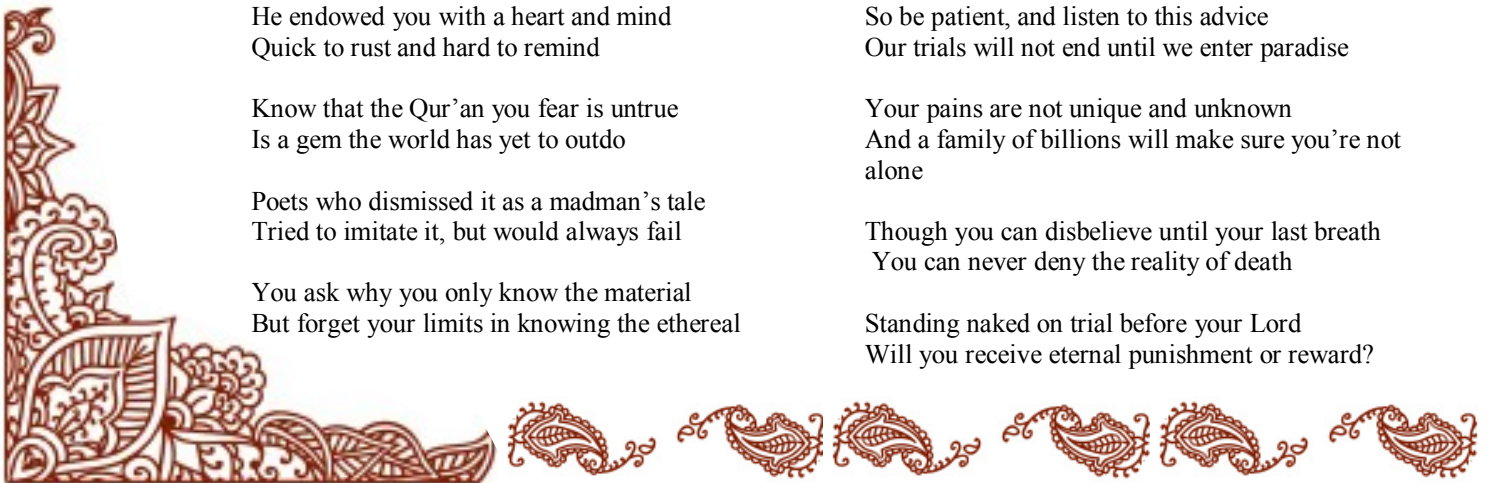 He endowed you with a heart and mind
Quick to rust and hard to remind
Know that the Qur’an you fear is untrue
Is a gem the world has yet to outdo
Poets who dismissed it as a madman’s tale
Tried to imitate it, but would always fail
You ask why you only know the material
But forget your limits in knowing the ethereal
So be patient, and listen to this advice
Our trials will not end until we enter paradise
Your pains are not unique and unknown
And a family of billions will make sure you’re not
alone
Though you can disbelieve until your last breath
You can never deny the reality of death
Standing naked on trial before your Lord
Will you receive eternal punishment or reward?